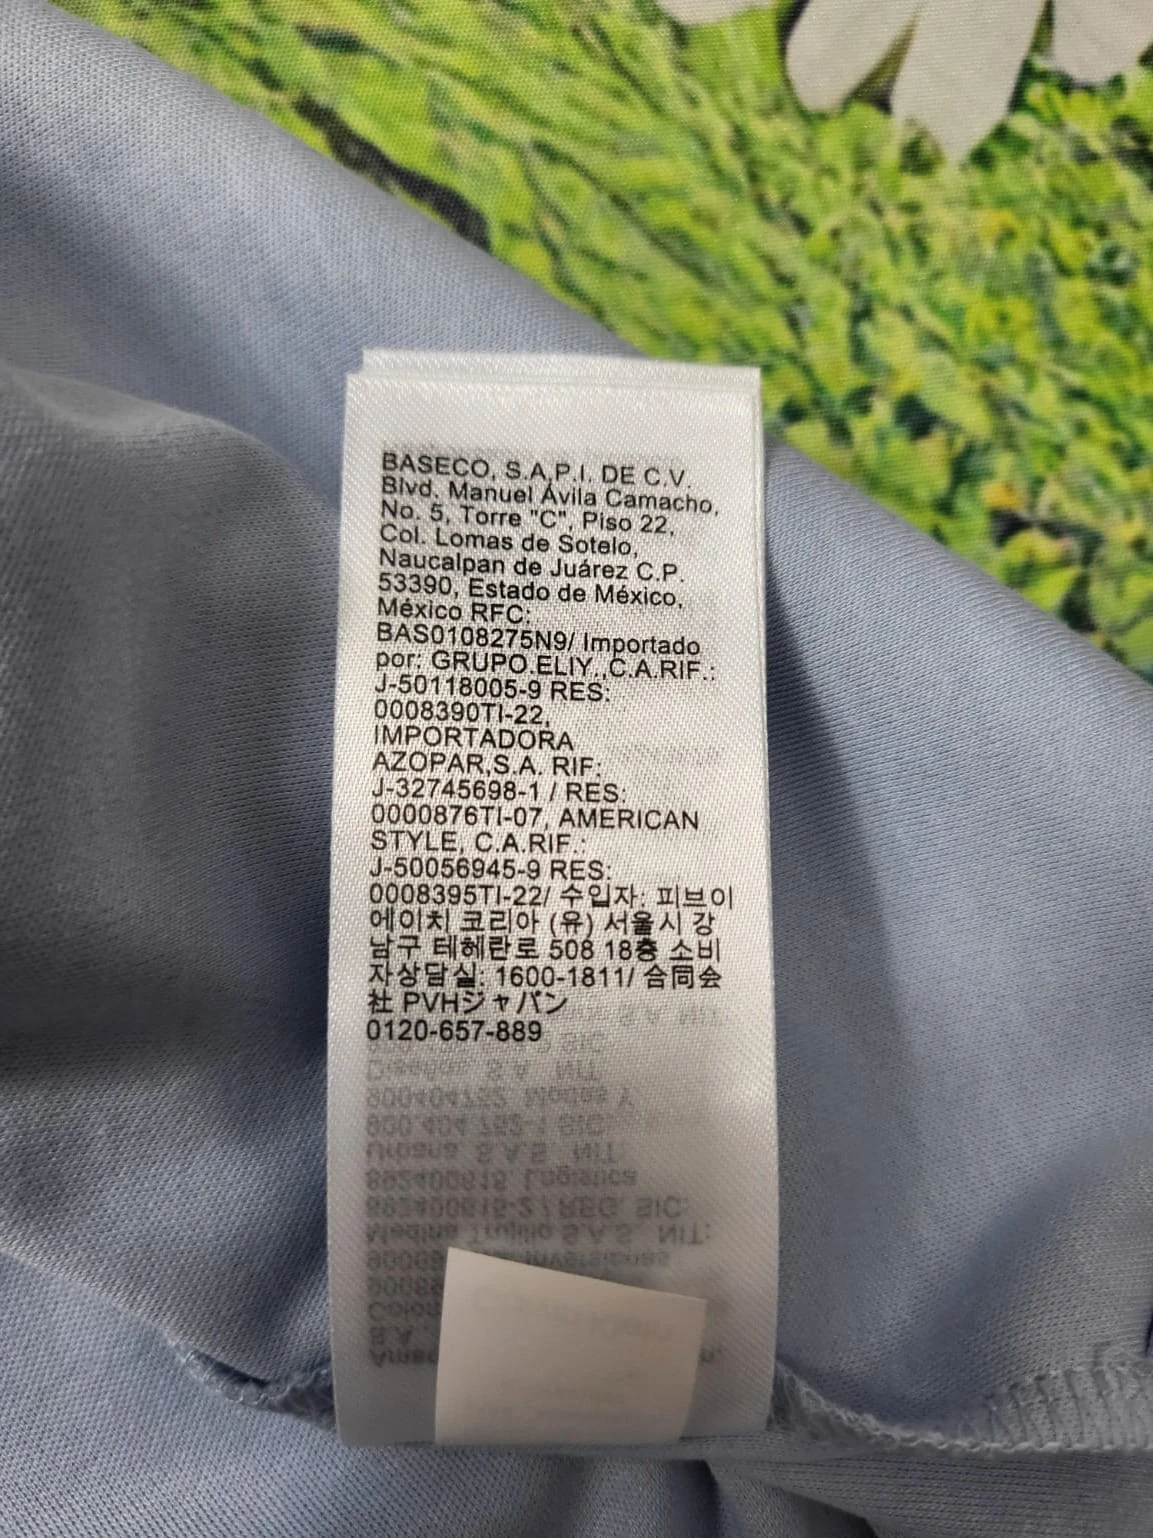 BASECO, S.A.P.I. DE C.V.
Blvd. Manuel Ávila Camacho,
No. 5, Torre "C", Piso 22,
Col. Lomas de Sotelo,
Naucalpan de Juárez C.P.
53390, Estado de México,
México RFC:
BAS0108275N9/ Importado
por: GRUPO.ELIY.,C.A.RIF.:
J-50118005-9 RES:
0008390TI-22,
IMPORTADORA
AZOPAR,S.A. RIF:
J-32745698-1 / RES:
0000876TI-07, AMERICAN
STYLE, C.A.RIF.:
J-50056945-9 RES:
0008395TI-22/ 수입자: 피브이
에이치 코리아 (유) 서울시 강
남구 테헤란로 508 18층 소비
자상담실: 1600-1811/ 合同会
社 PVHジャパン
0120-657-889